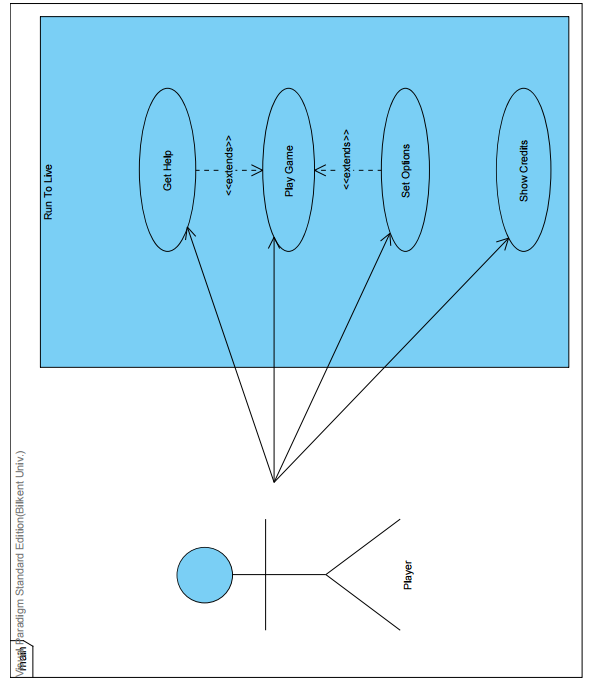 Visual Paradigm Standard Edition(Bilkent Univ.)
main
Run To Live
Get Help
<<extends>>
Play Game
<<extends>>
Set Options
Show Credits
Player